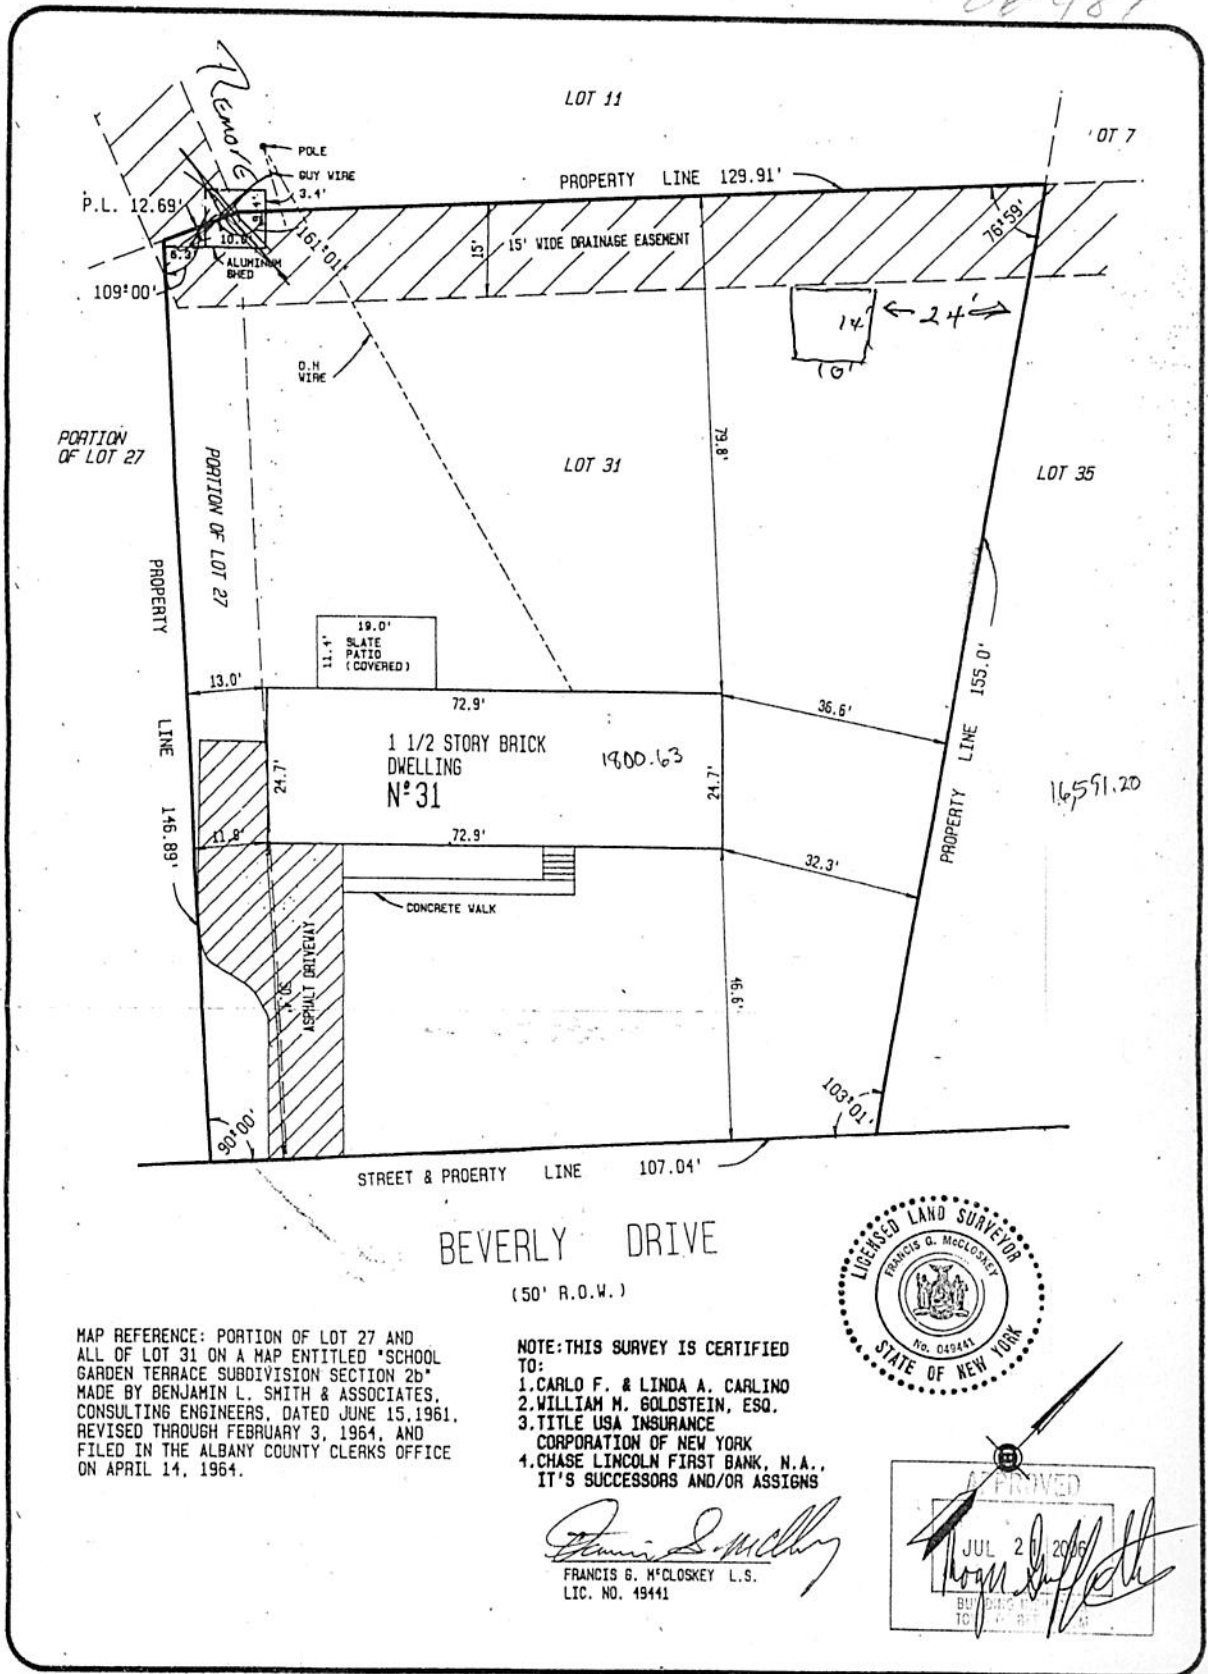 Remove
LOT 11
OT 7
POLE
GUY WIRE
3.4'
PROPERTY LINE 129.91'
P.L. 12.69'
9.4'
161°01'
15'
15' WIDE DRAINAGE EASEMENT
76°59'
6.3'
ALUMINUM
SHED
109°00'
14'
← 24' →
10'
O.H
WIRE
PORTION
OF LOT 27
PORTION OF LOT 27
79.8'
LOT 31
LOT 35
PROPERTY LINE 146.89'
19.0'
11.4'
SLATE
PATIO
(COVERED)
PROPERTY LINE 155.0'
13.0'
72.9'
36.6'
1 1/2 STORY BRICK
DWELLING
Nº 31
1800.63
24.7'
24.7'
16,591.20
72.9'
32.3'
CONCRETE WALK
ASPHALT DRIVEWAY
46.6'
90°00'
103°01'
STREET & PROERTY LINE 107.04'
BEVERLY DRIVE
(50' R.O.W.)
LICENSED LAND SURVEYOR
FRANCIS G. McCLOSKEY
No. 049441
STATE OF NEW YORK
MAP REFERENCE: PORTION OF LOT 27 AND
ALL OF LOT 31 ON A MAP ENTITLED "SCHOOL
GARDEN TERRACE SUBDIVISION SECTION 2b"
MADE BY BENJAMIN L. SMITH & ASSOCIATES,
CONSULTING ENGINEERS, DATED JUNE 15,1961,
REVISED THROUGH FEBRUARY 3, 1964, AND
FILED IN THE ALBANY COUNTY CLERKS OFFICE
ON APRIL 14, 1964.
NOTE:THIS SURVEY IS CERTIFIED
TO:
1.CARLO F. & LINDA A. CARLINO
2.WILLIAM M. GOLDSTEIN, ESQ.
3.TITLE USA INSURANCE
CORPORATION OF NEW YORK
4.CHASE LINCOLN FIRST BANK, N.A.,
IT'S SUCCESSORS AND/OR ASSIGNS
FRANCIS G. McCLOSKEY L.S.
LIC. NO. 49441
APPROVED
JUL 21 2006